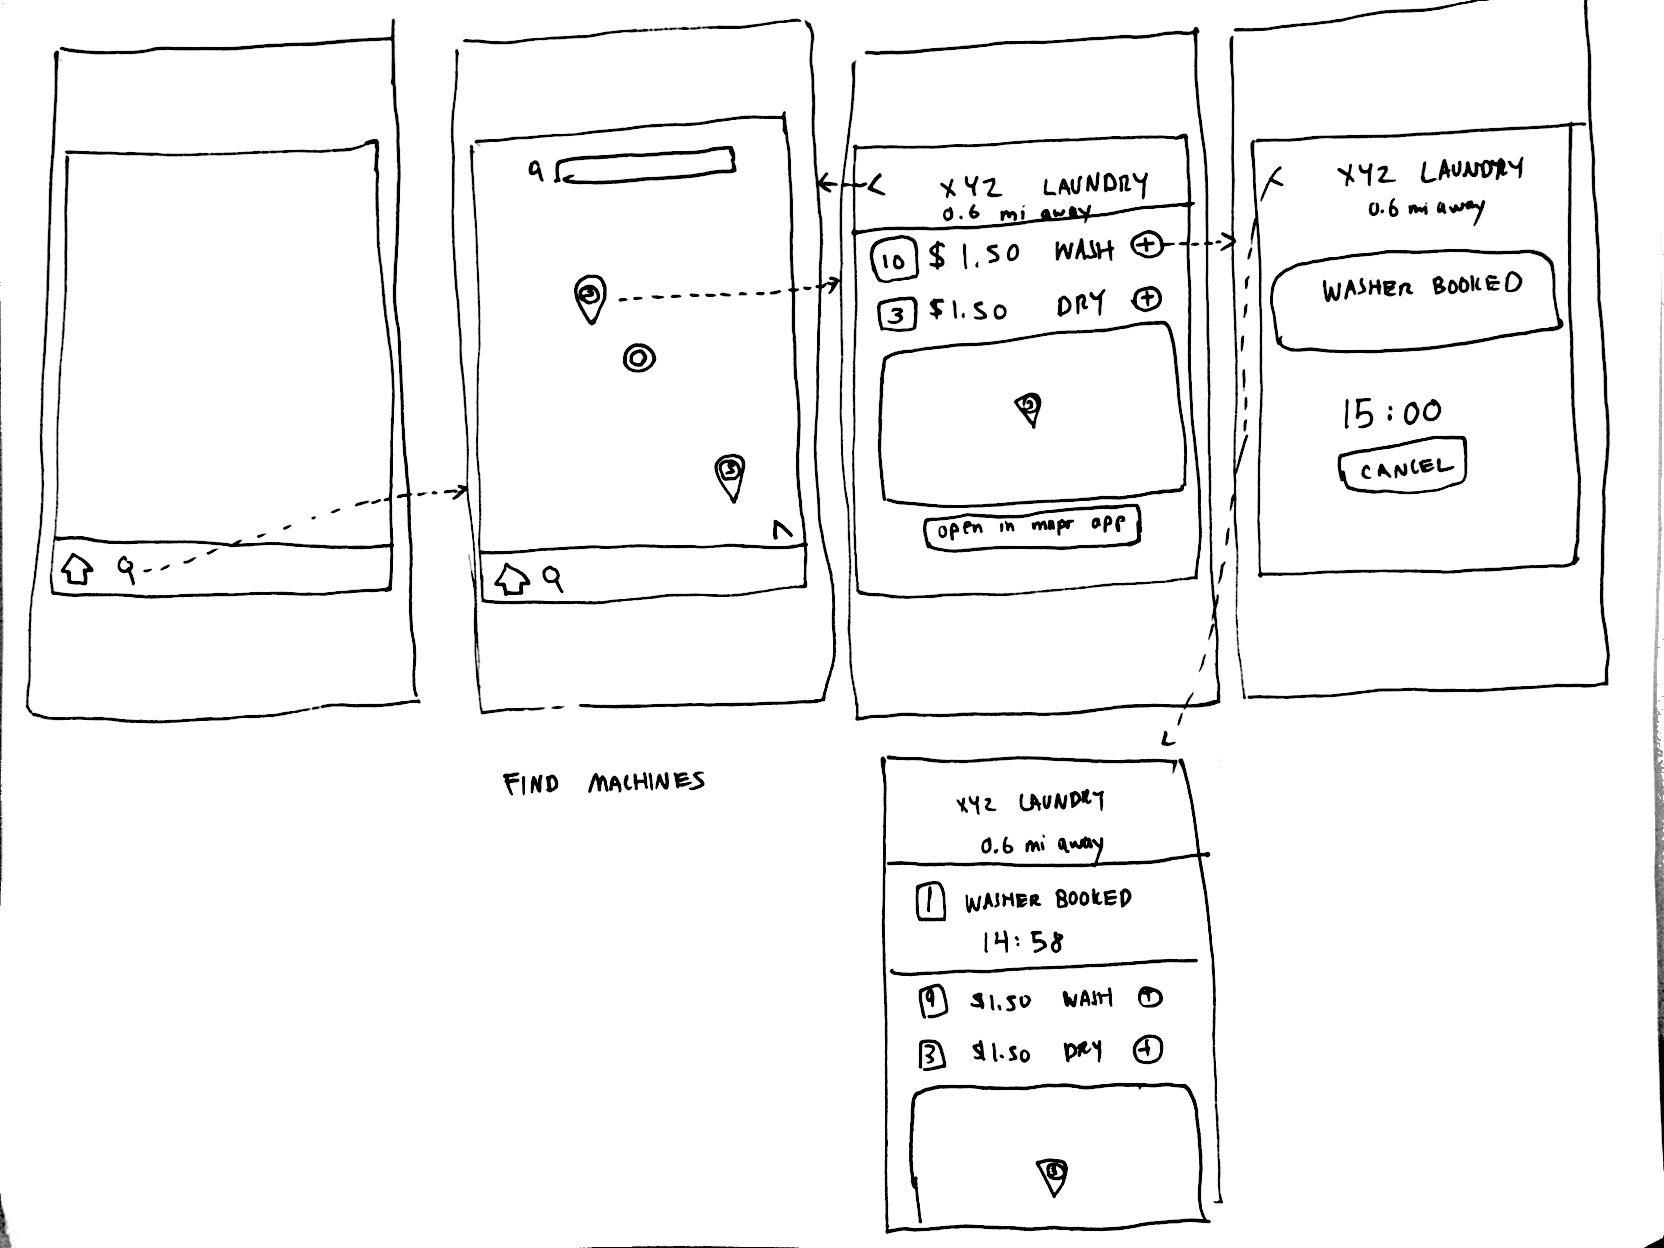 XYZ LAUNDRY
0.6 mi away
10 $1.50 WASH +
3 $1.50 DRY +
open in maps app
XYZ LAUNDRY
0.6 mi away
WASHER BOOKED
15:00
CANCEL
FIND MACHINES
XYZ LAUNDRY
0.6 mi away
1 WASHER BOOKED
14:58
9 $1.50 WASH +
3 $1.50 DRY +